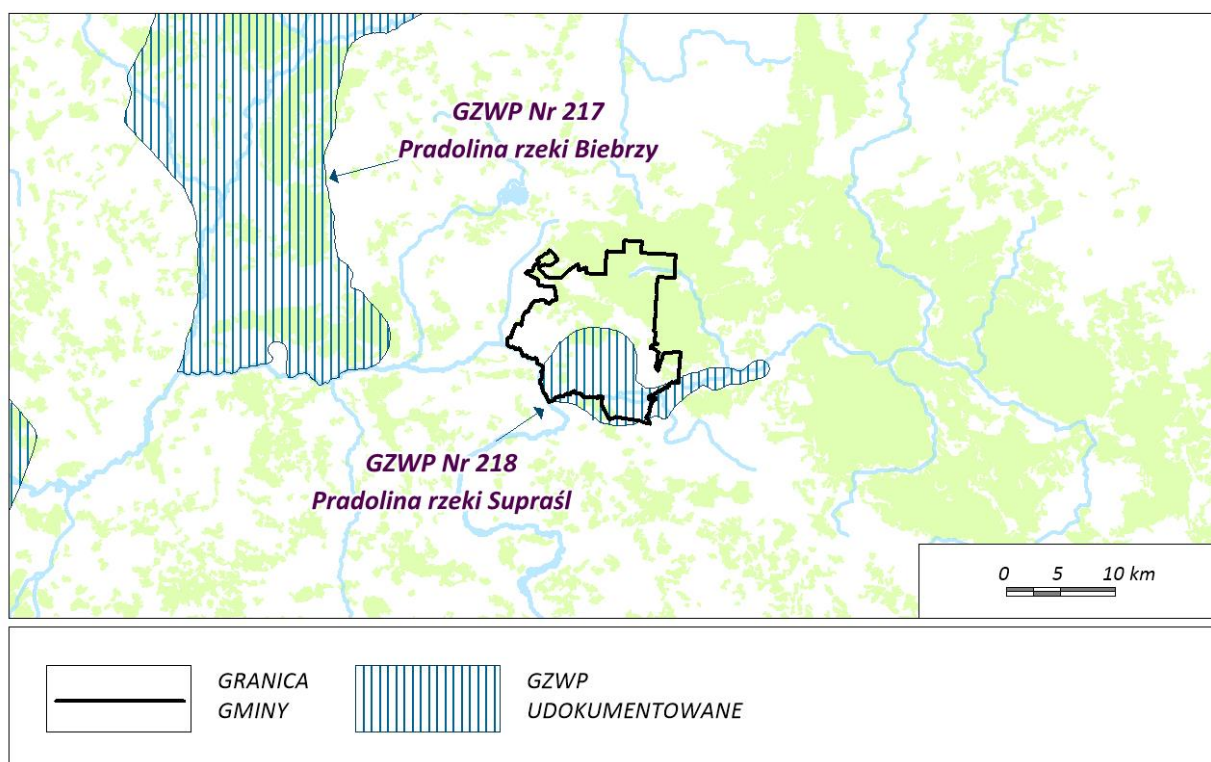 GZWP Nr 217
Pradolina rzeki Biebrzy
GZWP Nr 218
Pradolina rzeki Supraśl
0 5 10 km
GRANICA
GMINY
GZWP
UDOKUMENTOWANE